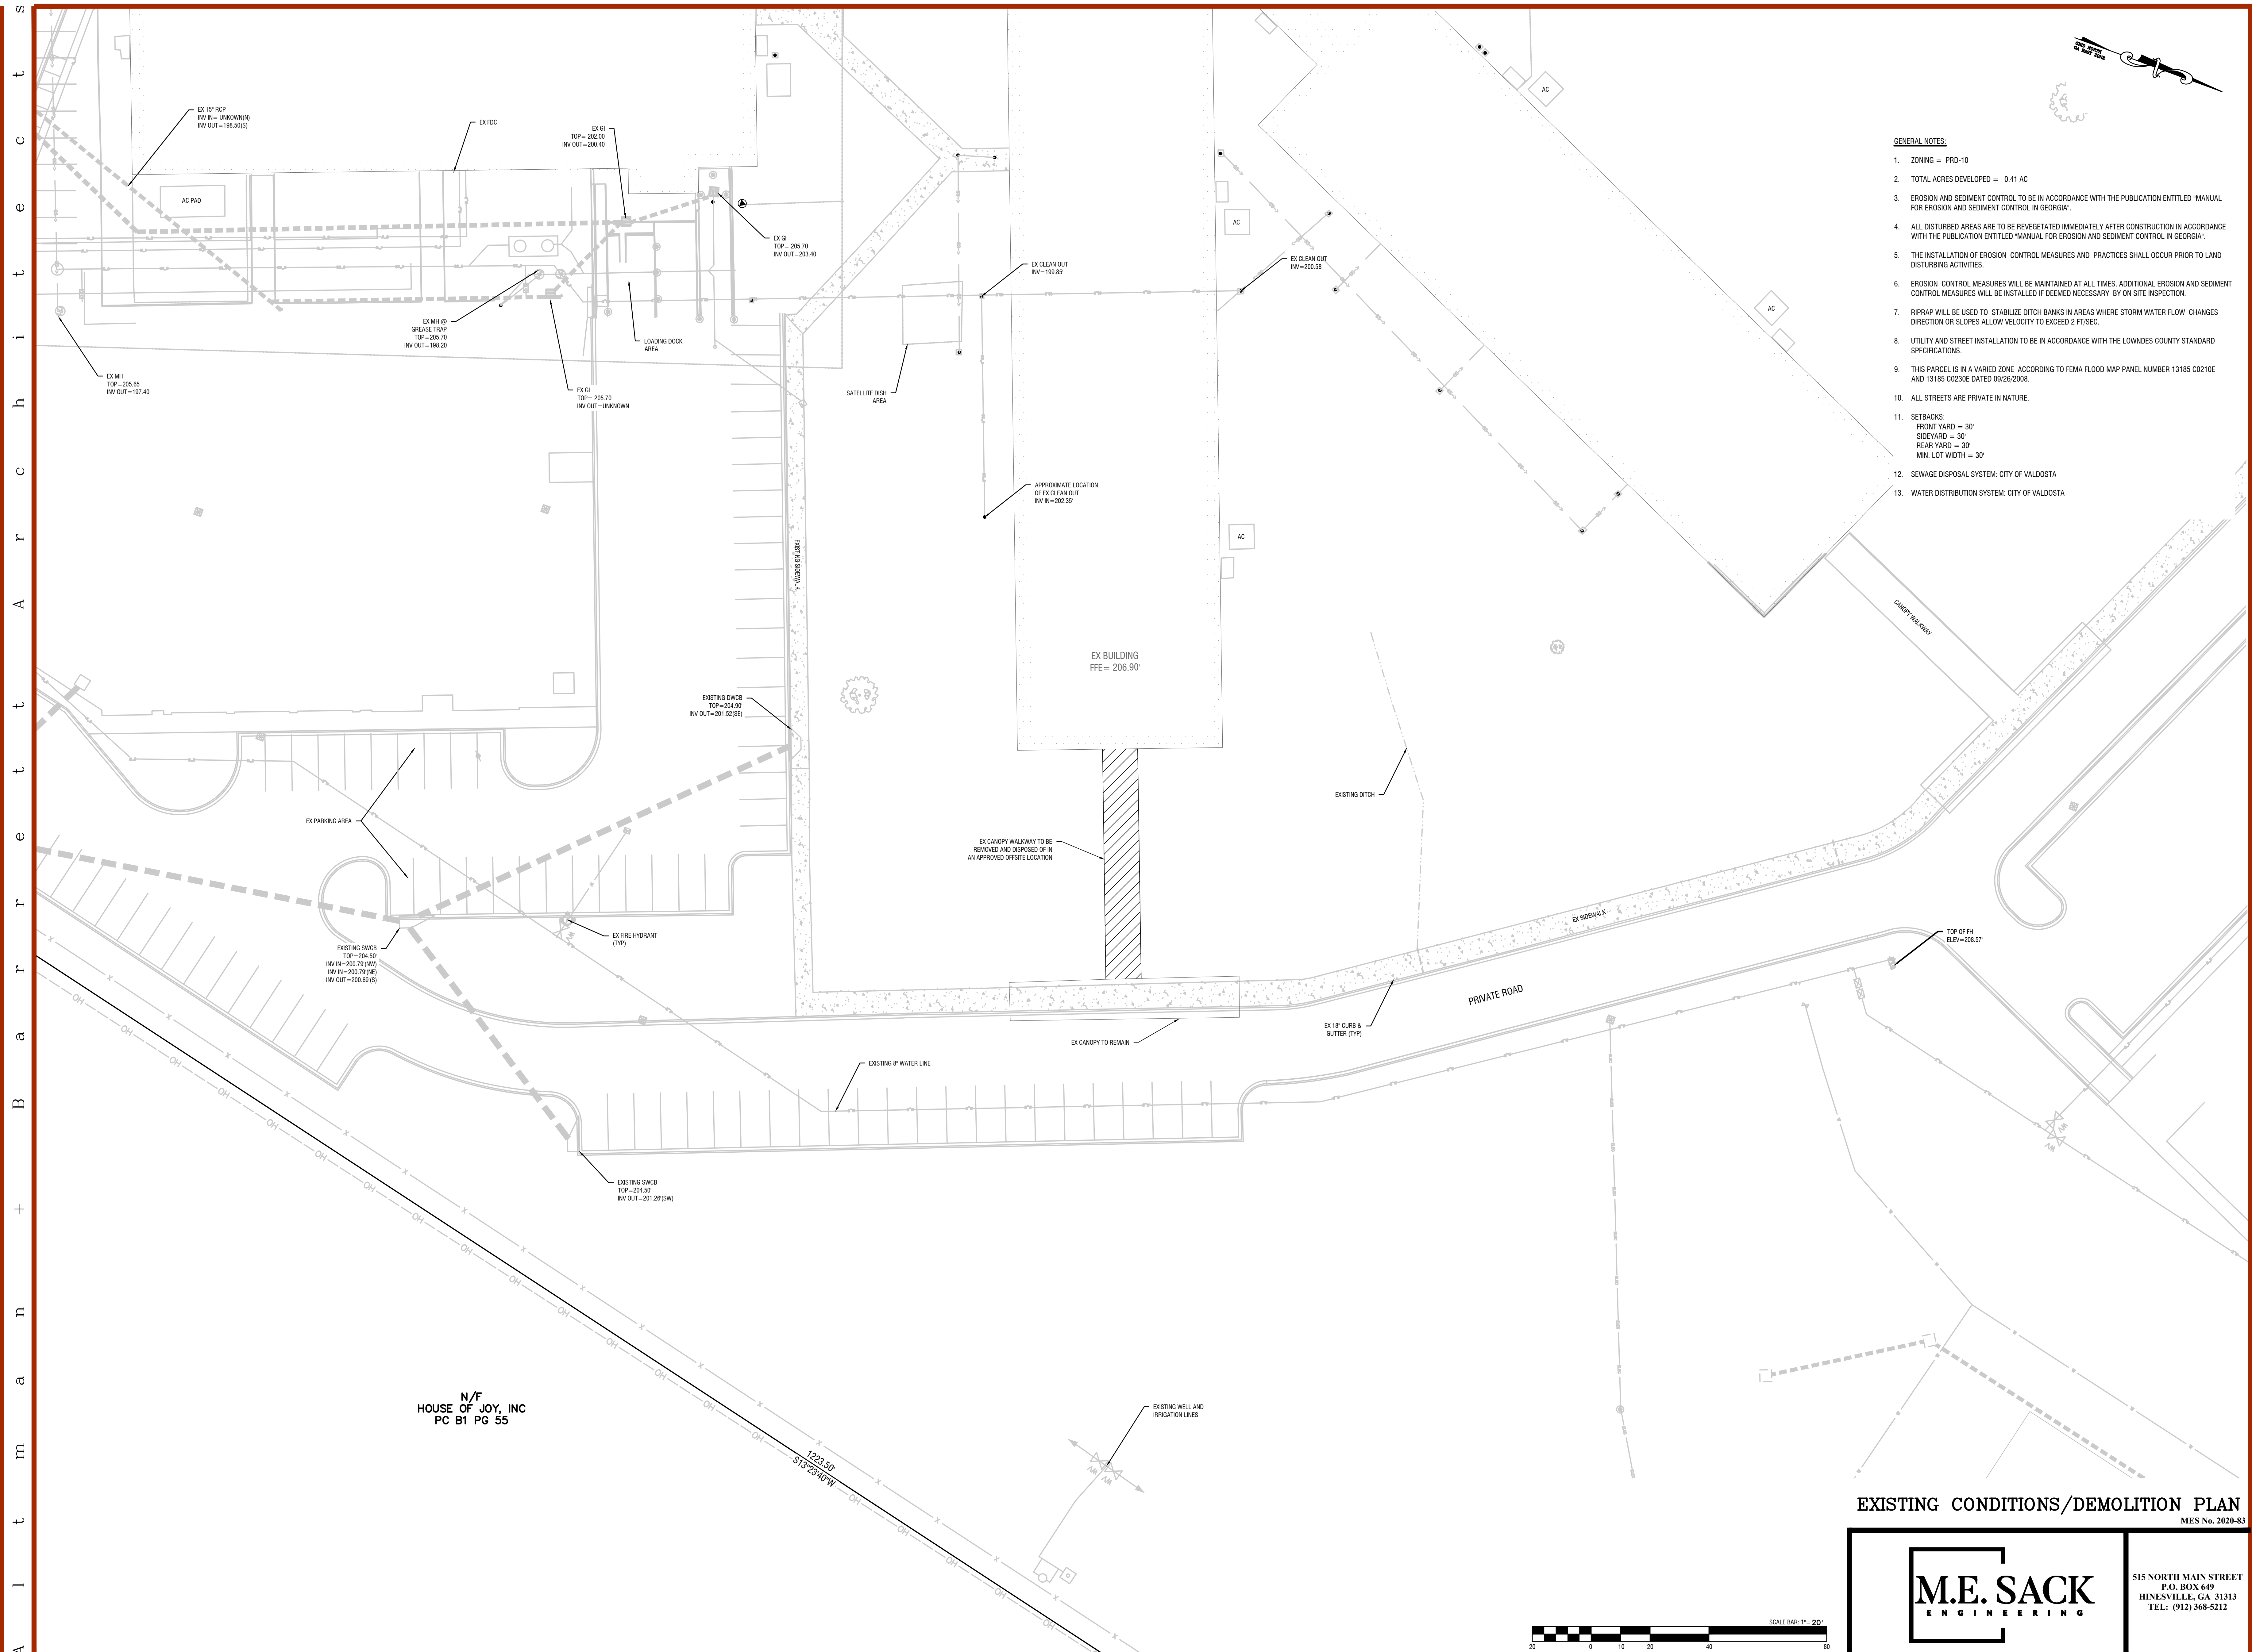 GRID NORTH
GA EAST ZONE
GENERAL NOTES:
1. ZONING = PRD-10
2. TOTAL ACRES DEVELOPED = 0.41 AC
3. EROSION AND SEDIMENT CONTROL TO BE IN ACCORDANCE WITH THE PUBLICATION ENTITLED "MANUAL
FOR EROSION AND SEDIMENT CONTROL IN GEORGIA".
4. ALL DISTURBED AREAS ARE TO BE REVEGETATED IMMEDIATELY AFTER CONSTRUCTION IN ACCORDANCE
WITH THE PUBLICATION ENTITLED "MANUAL FOR EROSION AND SEDIMENT CONTROL IN GEORGIA".
5. THE INSTALLATION OF EROSION CONTROL MEASURES AND PRACTICES SHALL OCCUR PRIOR TO LAND
DISTURBING ACTIVITIES.
6. EROSION CONTROL MEASURES WILL BE MAINTAINED AT ALL TIMES. ADDITIONAL EROSION AND SEDIMENT
CONTROL MEASURES WILL BE INSTALLED IF DEEMED NECESSARY BY ON SITE INSPECTION.
7. RIPRAP WILL BE USED TO STABILIZE DITCH BANKS IN AREAS WHERE STORM WATER FLOW CHANGES
DIRECTION OR SLOPES ALLOW VELOCITY TO EXCEED 2 FT/SEC.
8. UTILITY AND STREET INSTALLATION TO BE IN ACCORDANCE WITH THE LOWNDES COUNTY STANDARD
SPECIFICATIONS.
9. THIS PARCEL IS IN A VARIED ZONE ACCORDING TO FEMA FLOOD MAP PANEL NUMBER 13185 C0210E
AND 13185 C0230E DATED 09/26/2008.
10. ALL STREETS ARE PRIVATE IN NATURE.
11. SETBACKS:
FRONT YARD = 30'
SIDEYARD = 30'
REAR YARD = 30'
MIN. LOT WIDTH = 30'
12. SEWAGE DISPOSAL SYSTEM: CITY OF VALDOSTA
13. WATER DISTRIBUTION SYSTEM: CITY OF VALDOSTA
EX 15" RCP
INV IN= UNKOWN(N)
INV OUT=198.50(S)
EX FDC
EX GI
TOP= 202.00
INV OUT=200.40
AC PAD
EX GI
TOP= 205.70
INV OUT=203.40
EX MH @
GREASE TRAP
TOP=205.70
INV OUT=198.20
LOADING DOCK
AREA
EX MH
TOP=205.65
INV OUT=197.40
EX GI
TOP= 205.70
INV OUT=UNKNOWN
SATELLITE DISH
AREA
EX CLEAN OUT
INV=199.85'
EX CLEAN OUT
INV=200.58'
AC
AC
AC
AC
APPROXIMATE LOCATION
OF EX CLEAN OUT
INV IN=202.35'
EXISTING SIDEWALK
CANOPY WALKWAY
EX BUILDING
FFE= 206.90'
EXISTING DWCB
TOP=204.90'
INV OUT=201.52(SE)
EXISTING DITCH
EX PARKING AREA
EX CANOPY WALKWAY TO BE
REMOVED AND DISPOSED OF IN
AN APPROVED OFFSITE LOCATION
EX SIDEWALK
EX FIRE HYDRANT
(TYP)
EXISTING SWCB
TOP=204.50'
INV IN=200.79'(NW)
INV IN=200.79'(NE)
INV OUT=200.69'(S)
TOP OF FH
ELEV=208.57'
PRIVATE ROAD
EX 18" CURB &
GUTTER (TYP)
EX CANOPY TO REMAIN
EXISTING 8" WATER LINE
EXISTING SWCB
TOP=204.50'
INV OUT=201.26'(SW)
N/F
HOUSE OF JOY, INC
PC B1 PG 55
1223.50'
S13°23'40"W
EXISTING WELL AND
IRRIGATION LINES
EXISTING CONDITIONS/DEMOLITION PLAN
MES No. 2020-83
M.E. SACK
ENGINEERING
515 NORTH MAIN STREET
P.O. BOX 649
HINESVILLE, GA 31313
TEL: (912) 368-5212
SCALE BAR: 1"= 20'
20 0 10 20 40 80
Altman + Barrett Architects